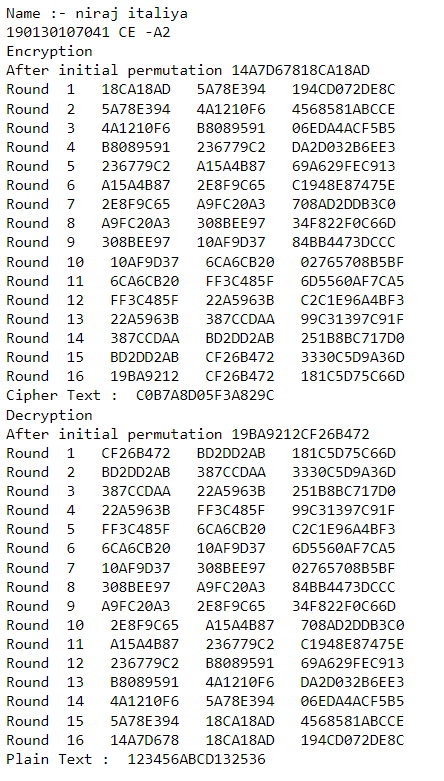 Name :- niraj italiya
190130107041 CE -A2
Encryption
After initial permutation 14A7D67818CA18AD
Round 1 18CA18AD 5A78E394 194CD072DE8C
Round 2 5A78E394 4A1210F6 4568581ABCCE
Round 3 4A1210F6 B8089591 06EDA4ACF5B5
Round 4 B8089591 236779C2 DA2D032B6EE3
Round 5 236779C2 A15A4B87 69A629FEC913
Round 6 A15A4B87 2E8F9C65 C1948E87475E
Round 7 2E8F9C65 A9FC20A3 708AD2DDB3C0
Round 8 A9FC20A3 308BEE97 34F822F0C66D
Round 9 308BEE97 10AF9D37 84BB4473DCCC
Round 10 10AF9D37 6CA6CB20 02765708B5BF
Round 11 6CA6CB20 FF3C485F 6D5560AF7CA5
Round 12 FF3C485F 22A5963B C2C1E96A4BF3
Round 13 22A5963B 387CCDAA 99C31397C91F
Round 14 387CCDAA BD2DD2AB 251B8BC717D0
Round 15 BD2DD2AB CF26B472 3330C5D9A36D
Round 16 19BA9212 CF26B472 181C5D75C66D
Cipher Text : C0B7A8D05F3A829C
Decryption
After initial permutation 19BA9212CF26B472
Round 1 CF26B472 BD2DD2AB 181C5D75C66D
Round 2 BD2DD2AB 387CCDAA 3330C5D9A36D
Round 3 387CCDAA 22A5963B 251B8BC717D0
Round 4 22A5963B FF3C485F 99C31397C91F
Round 5 FF3C485F 6CA6CB20 C2C1E96A4BF3
Round 6 6CA6CB20 10AF9D37 6D5560AF7CA5
Round 7 10AF9D37 308BEE97 02765708B5BF
Round 8 308BEE97 A9FC20A3 84BB4473DCCC
Round 9 A9FC20A3 2E8F9C65 34F822F0C66D
Round 10 2E8F9C65 A15A4B87 708AD2DDB3C0
Round 11 A15A4B87 236779C2 C1948E87475E
Round 12 236779C2 B8089591 69A629FEC913
Round 13 B8089591 4A1210F6 DA2D032B6EE3
Round 14 4A1210F6 5A78E394 06EDA4ACF5B5
Round 15 5A78E394 18CA18AD 4568581ABCCE
Round 16 14A7D678 18CA18AD 194CD072DE8C
Plain Text : 123456ABCD132536